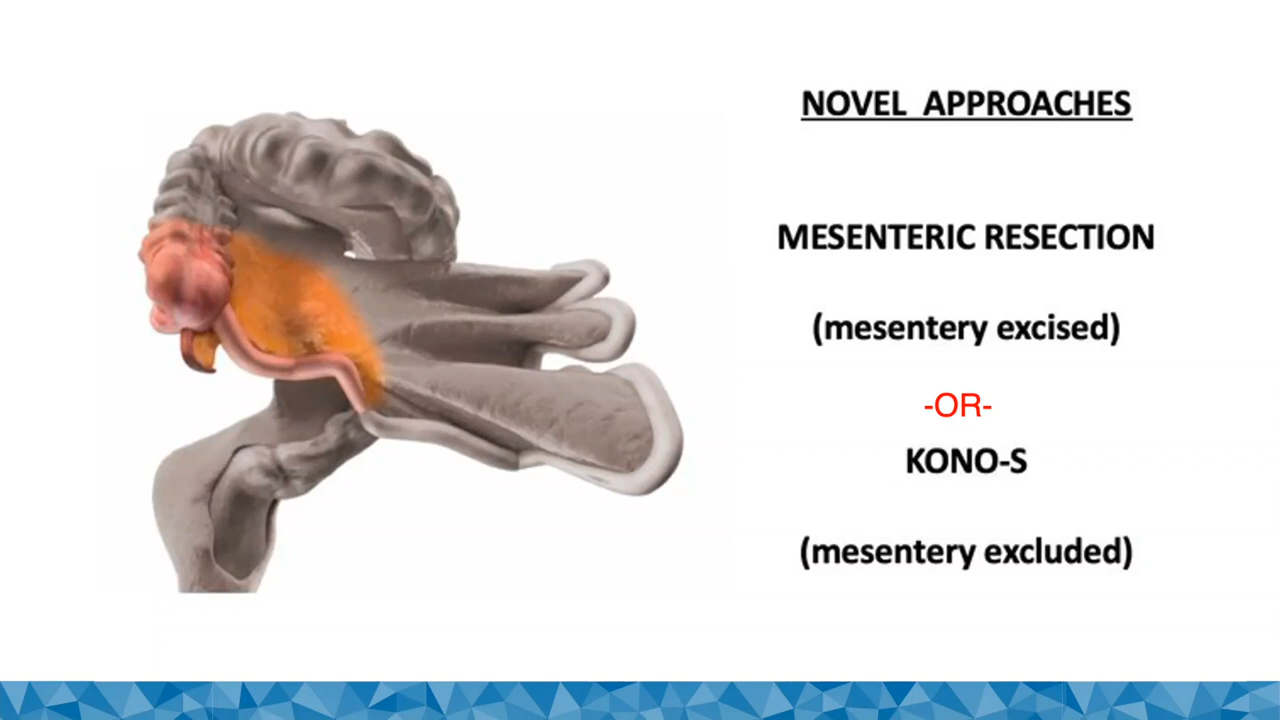 NOVEL APPROACHES
MESENTERIC RESECTION
(mesentery excised)
-OR-
KONO-S
(mesentery excluded)